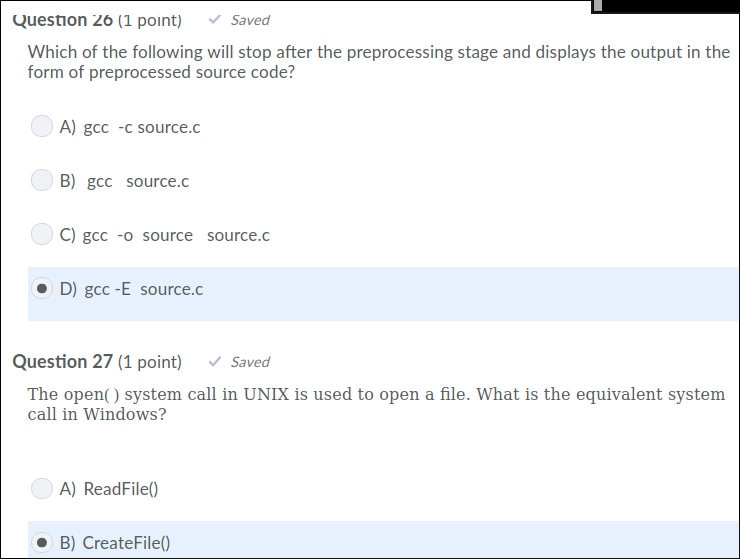 Question 26 (1 point) ✓ Saved
Which of the following will stop after the preprocessing stage and displays the output in the
form of preprocessed source code?
A) gcc -c source.c
B) gcc source.c
C) gcc -o source source.c
D) gcc -E source.c
Question 27 (1 point) ✓ Saved
The open( ) system call in UNIX is used to open a file. What is the equivalent system
call in Windows?
A) ReadFile()
B) CreateFile()